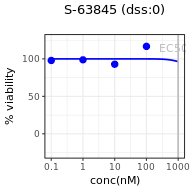 S-63845 (dss:0)
% viability
100
50
0
EC50
0.1 1 10 100 1000
conc(nM)